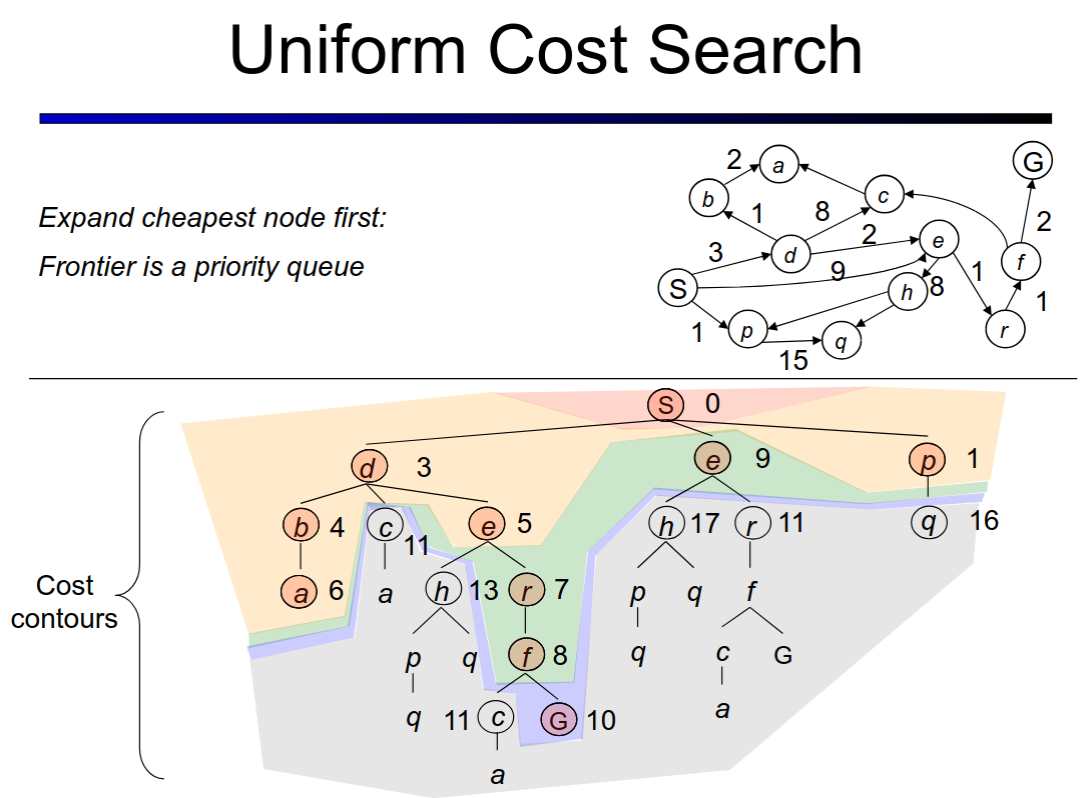 Uniform Cost Search
Expand cheapest node first:
Frontier is a priority queue
2 a G
b c
1 8 2 e 2
3 d 9 1 f
S h 8 1
1 p q r
15
S 0
d 3 e 9 p 1
b 4 c 11 e 5 h 17 r 11 q 16
a 6 a h 13 r 7 p q f
Cost
contours
p q f 8 q c G
q 11 c G 10 a
a